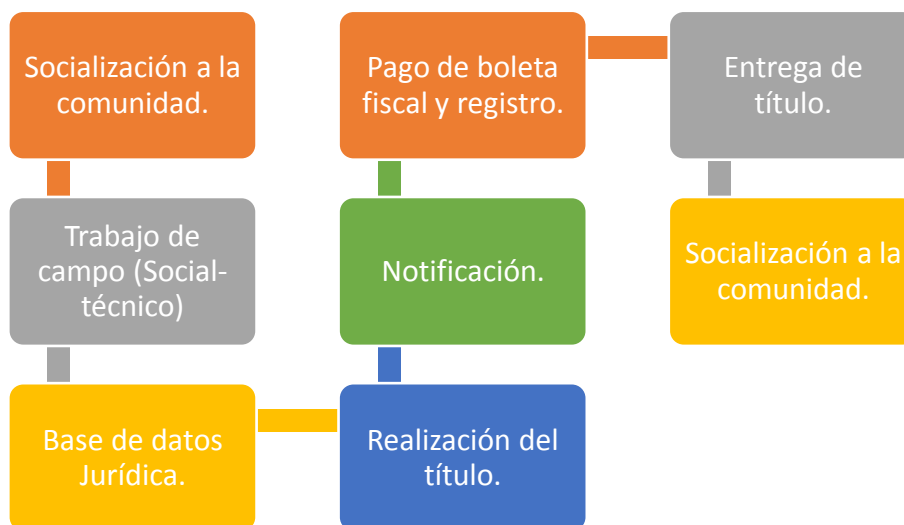 Socialización a la
comunidad.
Trabajo de
campo (Social-
técnico)
Base de datos
Jurídica.
Realización del
título.
Notificación.
Pago de boleta
fiscal y registro.
Entrega de
título.
Socialización a la
comunidad.